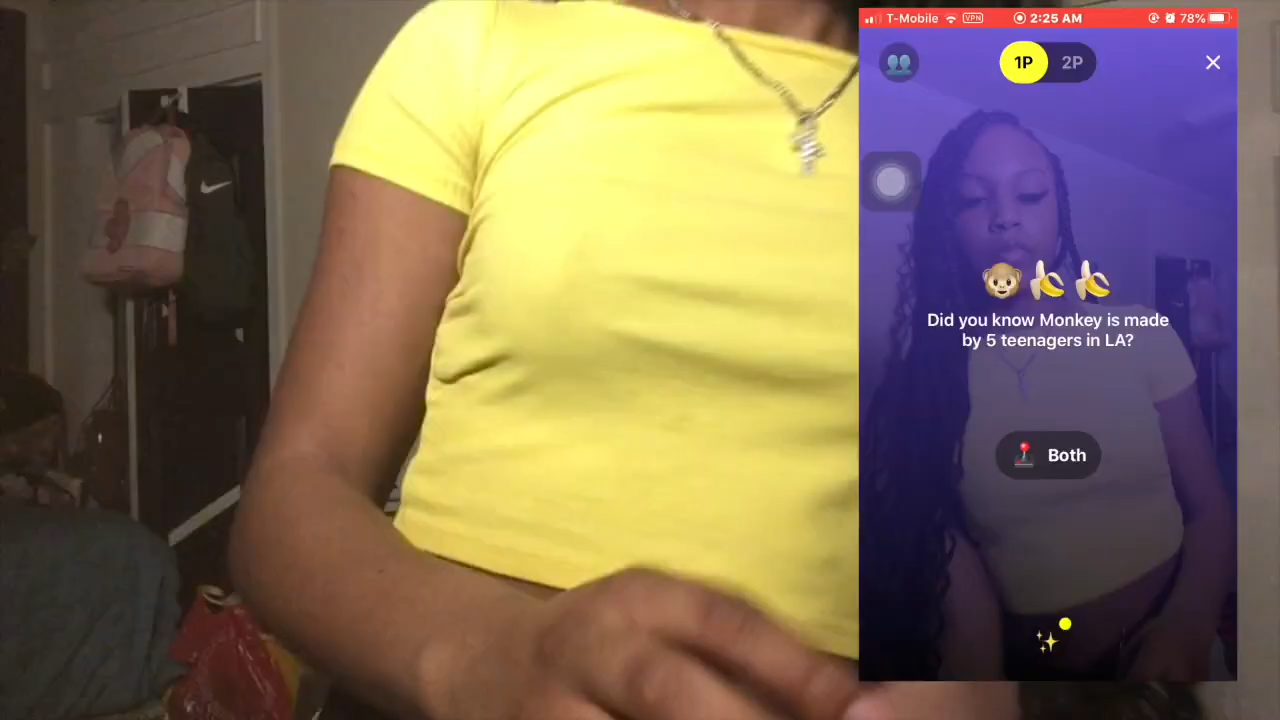 T-Mobile VPN 2:25 AM 78%
1P 2P
Did you know Monkey is made
by 5 teenagers in LA?
Both